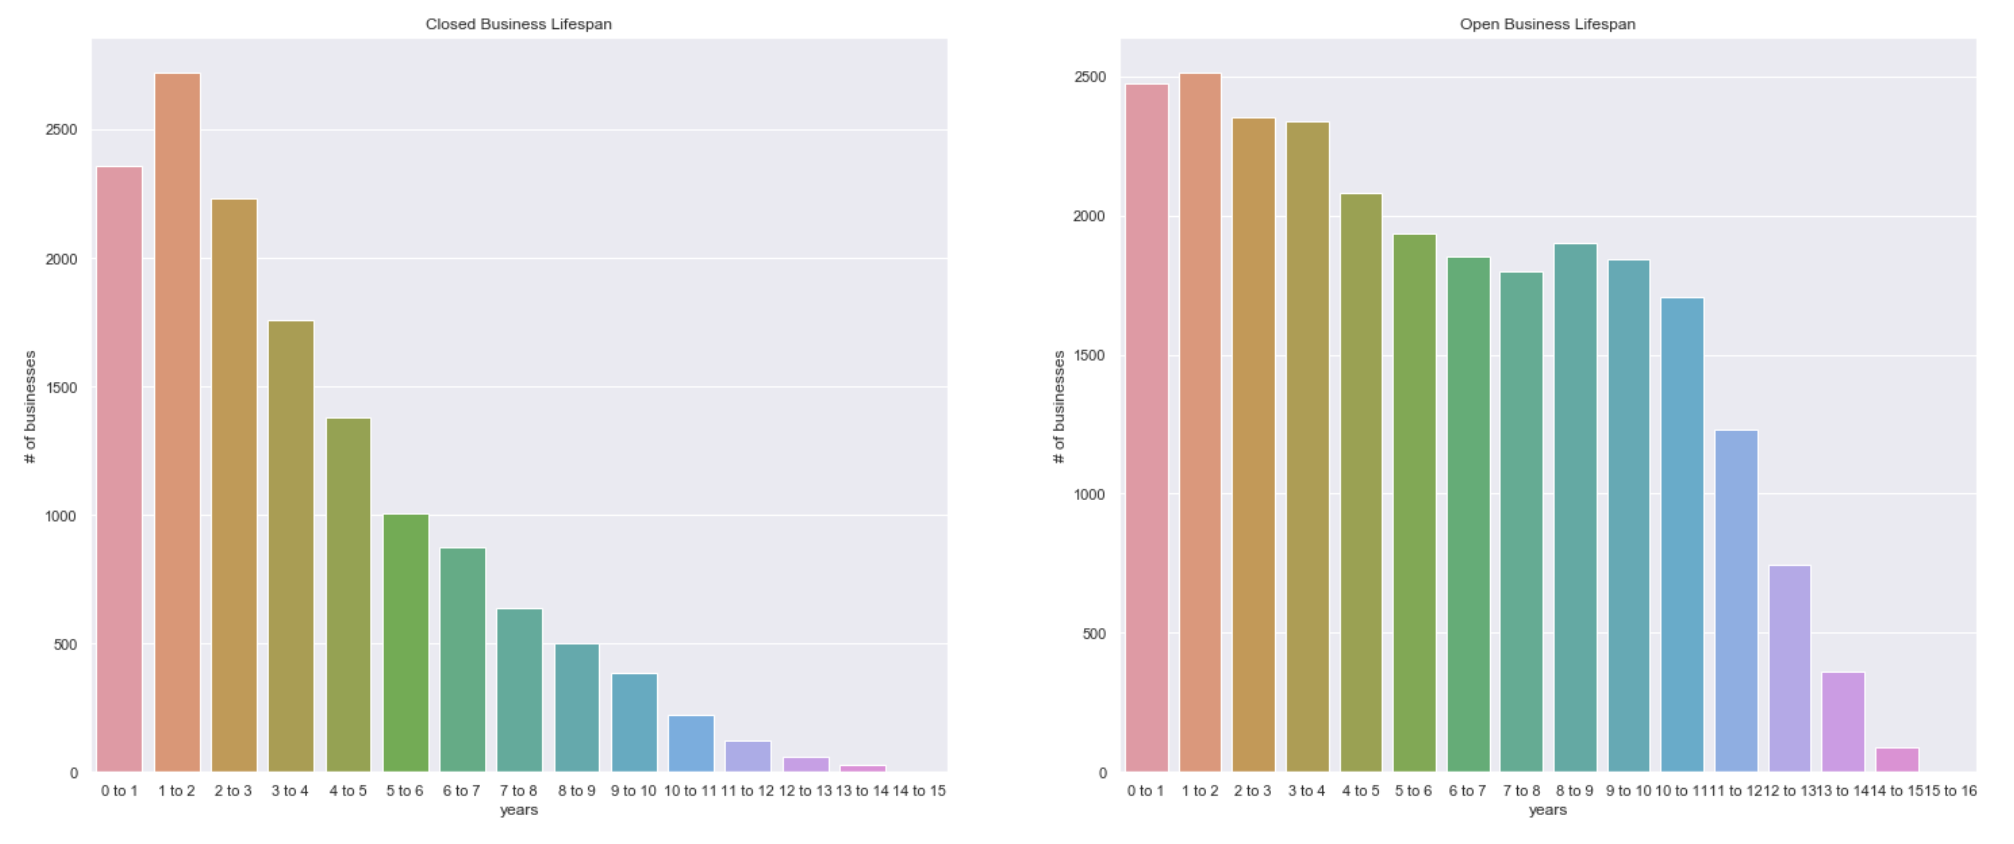 Closed Business Lifespan
# of businesses
2500
2000
1500
1000
500
0
0 to 1 1 to 2 2 to 3 3 to 4 4 to 5 5 to 6 6 to 7 7 to 8 8 to 9 9 to 10 10 to 11 11 to 12 12 to 13 13 to 14 14 to 15
years
Open Business Lifespan
# of businesses
2500
2000
1500
1000
500
0
0 to 1 1 to 2 2 to 3 3 to 4 4 to 5 5 to 6 6 to 7 7 to 8 8 to 9 9 to 10 10 to 11 11 to 12 12 to 13 13 to 14 14 to 15 15 to 16
years